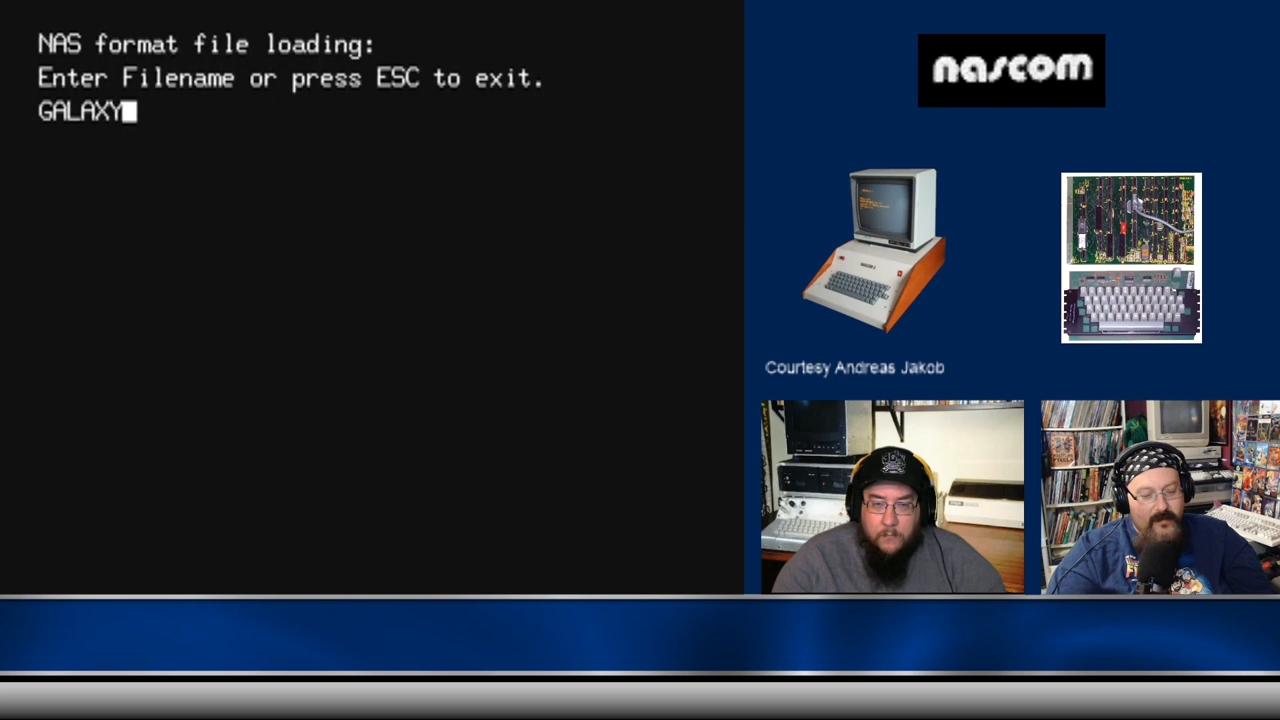 NAS format file loading:
Enter Filename or press ESC to exit.
GALAXY
nascom
Courtesy Andreas Jakob